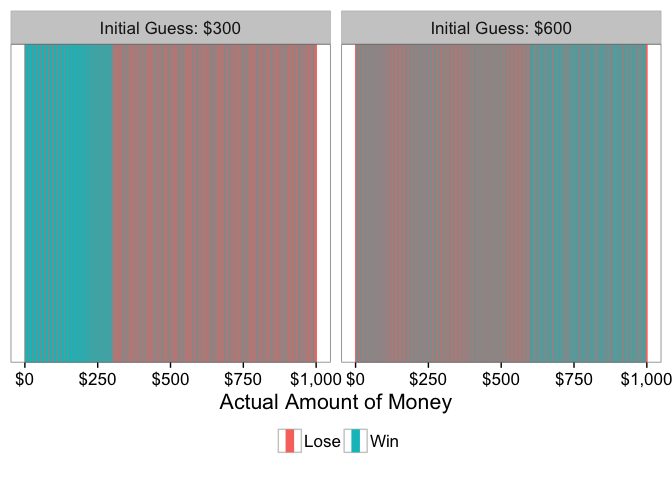 Initial Guess: $300 Initial Guess: $600
$0 $250 $500 $750 $1,000 $0 $250 $500 $750 $1,000
Actual Amount of Money
Lose Win